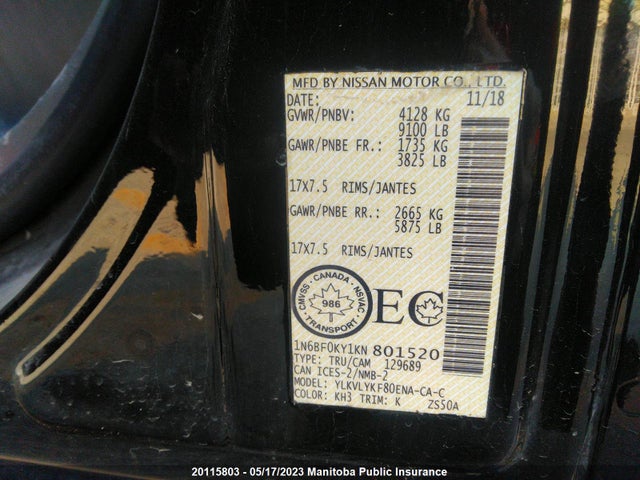 MFD BY NISSAN MOTOR CO., LTD.
DATE: 11/18
GVWR/PNBV: 4128 KG
9100 LB
GAWR/PNBE FR.: 1735 KG
3825 LB
17X7.5 RIMS/JANTES
GAWR/PNBE RR.: 2665 KG
5875 LB
17X7.5 RIMS/JANTES
CMVSS · CANADA · NSVAC
986
TRANSPORT
EC
1N6BF0KY1KN 801520
TYPE: TRU/CAM 129689
CAN ICES-2/NMB-2
MODEL: YLKVLYKF80ENA-CA-C
COLOR: KH3 TRIM: K ZS50A
20115803 - 05/17/2023 Manitoba Public Insurance